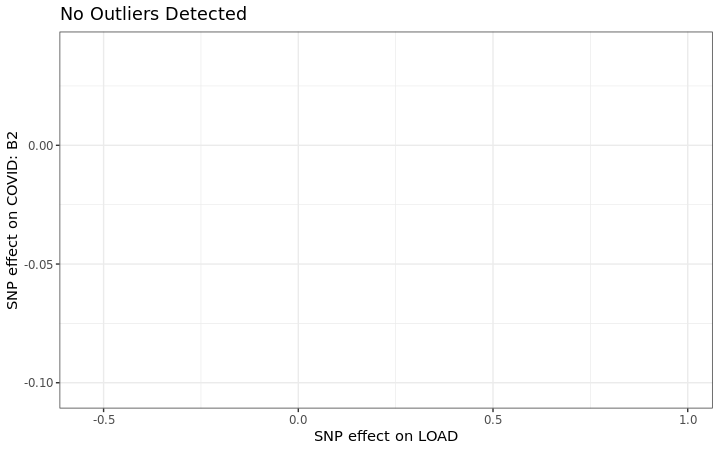 No Outliers Detected
SNP effect on COVID: B2
0.00
-0.05
-0.10
-0.5
0.0
0.5
1.0
SNP effect on LOAD